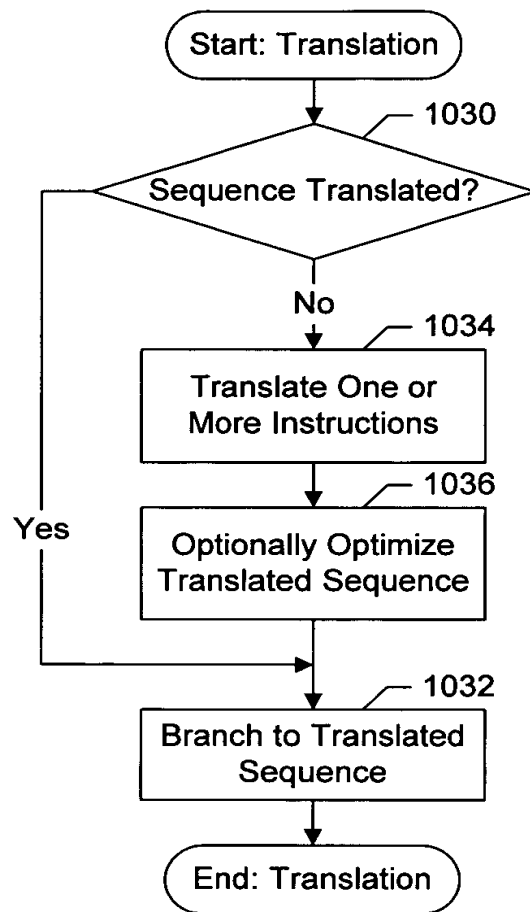 Start: Translation
1030
Sequence Translated?
No
1034
Translate One or
More Instructions
1036
Yes
Optionally Optimize
Translated Sequence
1032
Branch to Translated
Sequence
End: Translation